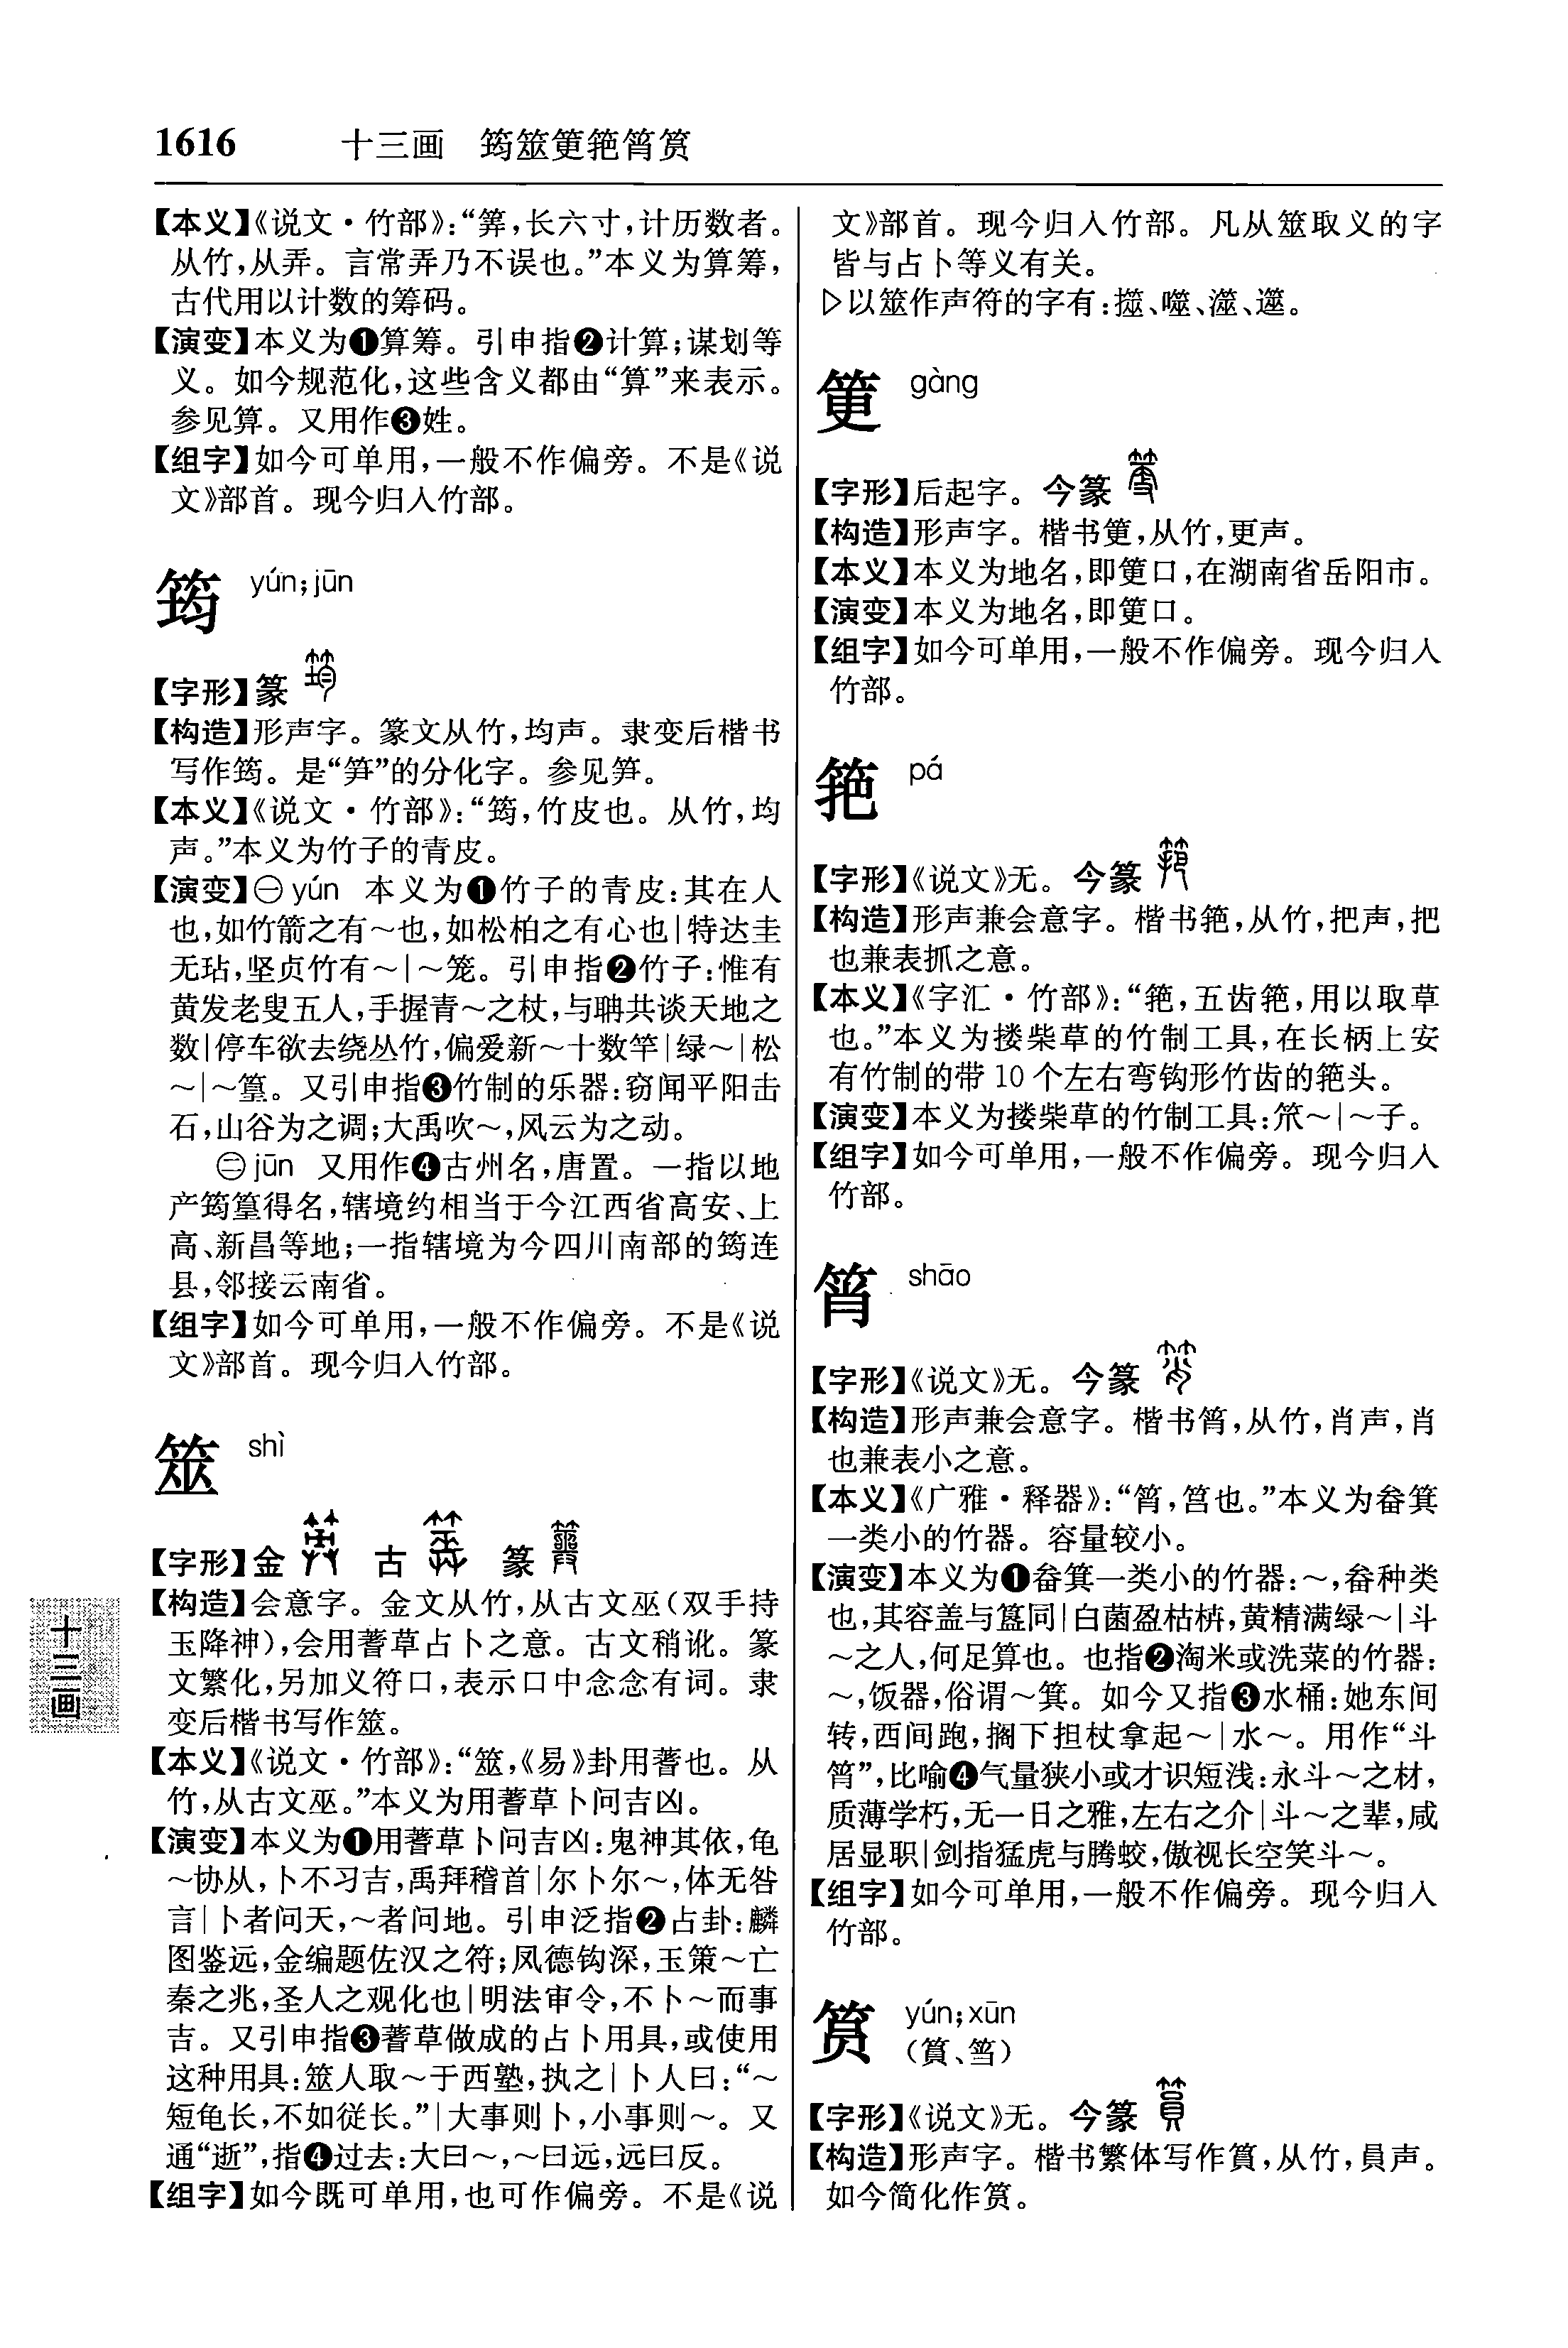 1616 十三画 筠筮筻筢筲筼
【本义】《说文·竹部》:“筭,长六寸,计历数者。
从竹,从弄。言常弄乃不误也。”本义为算筹,
古代用以计数的筹码。
【演变】本义为❶算筹。引申指❷计算;谋划等
义。如今规范化,这些含义都由“算”来表示。
参见算。又用作❸姓。
【组字】如今可单用,一般不作偏旁。不是《说
文》部首。现今归入竹部。
筠 yún;jūn
【字形】篆
【构造】形声字。篆文从竹,均声。隶变后楷书
写作筠。是“笋”的分化字。参见笋。
【本义】《说文·竹部》:“筠,竹皮也。从竹,均
声。”本义为竹子的青皮。
【演变】㊀yún 本义为❶竹子的青皮:其在人
也,如竹箭之有~也,如松柏之有心也|特达圭
无玷,坚贞竹有~|~笼。引申指❷竹子:惟有
黄发老叟五人,手握青~之杖,与聃共谈天地之
数|停车欲去绕丛竹,偏爱新~十数竿|绿~|松
~|~篁。又引申指❸竹制的乐器:窃闻平阳击
石,山谷为之调;大禹吹~,风云为之动。
㊁jūn 又用作❹古州名,唐置。一指以地
产筠篁得名,辖境约相当于今江西省高安、上
高、新昌等地;一指辖境为今四川南部的筠连
县,邻接云南省。
【组字】如今可单用,一般不作偏旁。不是《说
文》部首。现今归入竹部。
筮 shì
【字形】金 古 篆
【构造】会意字。金文从竹,从古文巫(双手持
玉降神),会用蓍草占卜之意。古文稍讹。篆
文繁化,另加义符口,表示口中念念有词。隶
变后楷书写作筮。
【本义】《说文·竹部》:“筮,《易》卦用蓍也。从
竹,从古文巫。”本义为用蓍草卜问吉凶。
【演变】本义为❶用蓍草卜问吉凶:鬼神其依,龟
~协从,卜不习吉,禹拜稽首|尔卜尔~,体无咎
言|卜者问天,~者问地。引申泛指❷占卦:麟
图鉴远,金编题佐汉之符;凤德钩深,玉策~亡
秦之兆,圣人之观化也|明法审令,不卜~而事
吉。又引申指❸蓍草做成的占卜用具,或使用
这种用具:筮人取~于西塾,执之|卜人曰:“~
短龟长,不如従长。”|大事则卜,小事则~。又
通“逝”,指❹过去:大曰~,~曰远,远曰反。
【组字】如今既可单用,也可作偏旁。不是《说
十三画
文》部首。现今归入竹部。凡从筮取义的字
皆与占卜等义有关。
▷以筮作声符的字有:㩐、噬、澨、遾。
筻 gàng
【字形】后起字。今篆
【构造】形声字。楷书筻,从竹,更声。
【本义】本义为地名,即筻口,在湖南省岳阳市。
【演变】本义为地名,即筻口。
【组字】如今可单用,一般不作偏旁。现今归入
竹部。
筢 pá
【字形】《说文》无。今篆
【构造】形声兼会意字。楷书筢,从竹,把声,把
也兼表抓之意。
【本义】《字汇·竹部》:“筢,五齿筢,用以取草
也。”本义为搂柴草的竹制工具,在长柄上安
有竹制的带10个左右弯钩形竹齿的筢头。
【演变】本义为搂柴草的竹制工具:笊~|~子。
【组字】如今可单用,一般不作偏旁。现今归入
竹部。
筲 shāo
【字形】《说文》无。今篆
【构造】形声兼会意字。楷书筲,从竹,肖声,肖
也兼表小之意。
【本义】《广雅·释器》:“筲,筥也。”本义为畚箕
一类小的竹器。容量较小。
【演变】本义为❶畚箕一类小的竹器:~,畚种类
也,其容盖与簋同|白菌盈枯枿,黄精满绿~|斗
~之人,何足算也。也指❷淘米或洗菜的竹器:
~,饭器,俗谓~箕。如今又指❸水桶:她东间
转,西间跑,搁下担杖拿起~|水~。用作“斗
筲”,比喻❹气量狭小或才识短浅:永斗~之材,
质薄学朽,无一日之雅,左右之介|斗~之辈,咸
居显职|剑指猛虎与腾蛟,傲视长空笑斗~。
【组字】如今可单用,一般不作偏旁。现今归入
竹部。
筼 yún;xūn
(篔、筜)
【字形】《说文》无。今篆
【构造】形声字。楷书繁体写作篔,从竹,員声。
如今简化作筼。